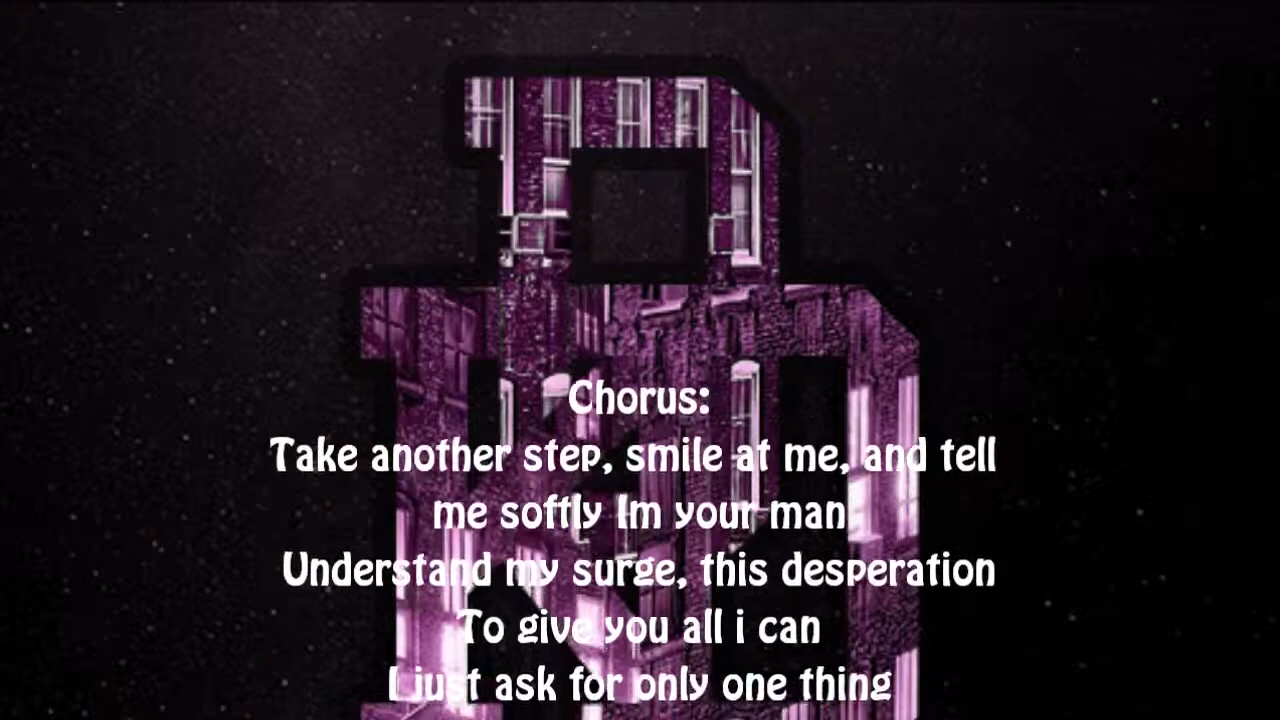 Chorus:
Take another step, smile at me, and tell
me softly Im your man
Understand my surge, this desperation
To give you all i can
I just ask for only one thing